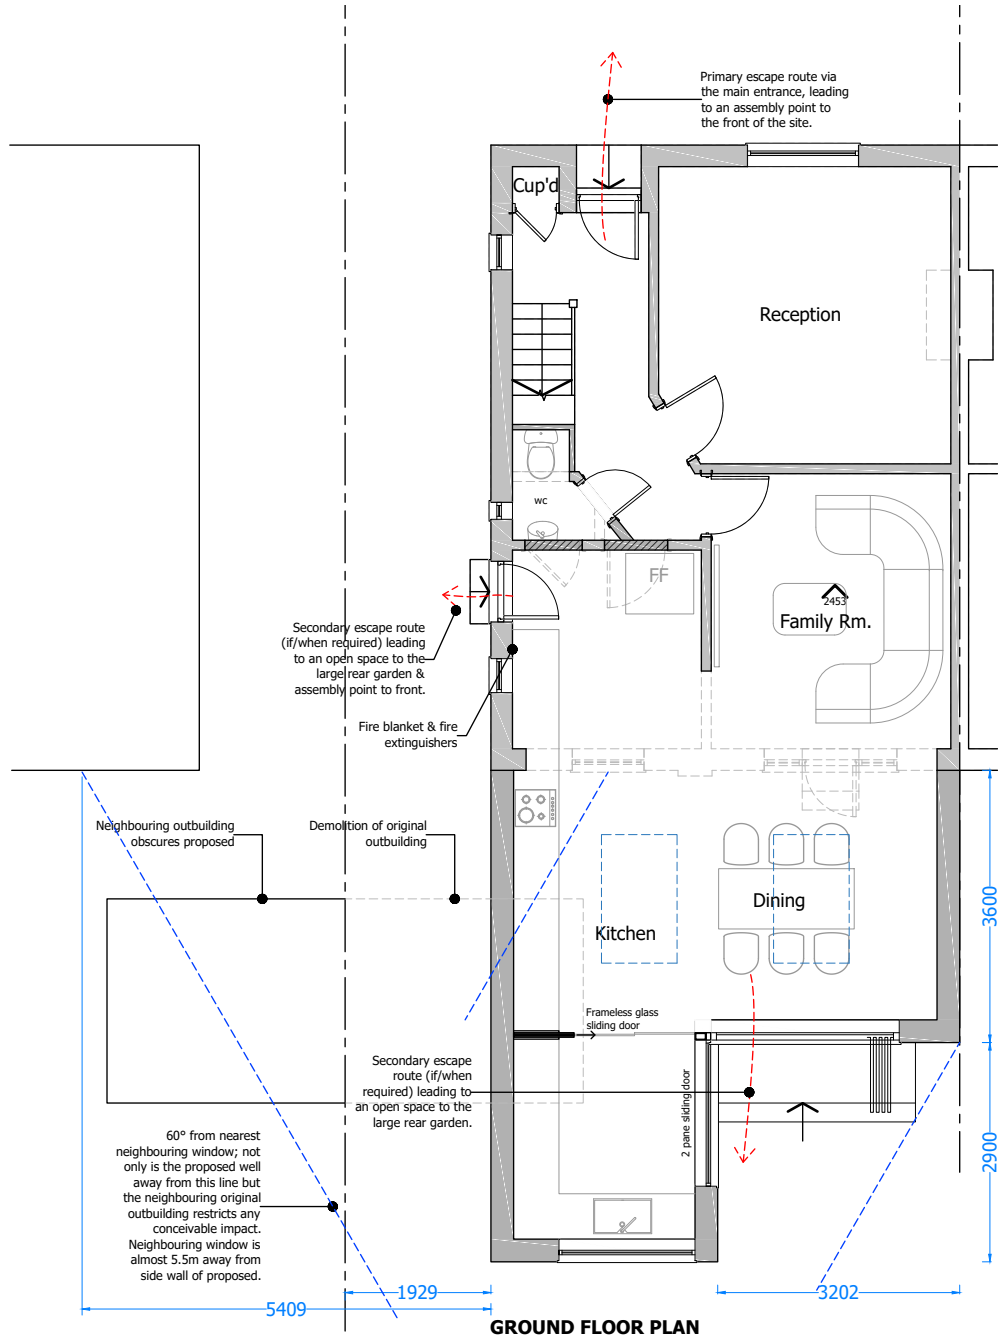 Primary escape route via
the main entrance, leading
to an assembly point to
the front of the site.
Cup'd
Reception
WC
FF
2453
Family Rm.
Secondary escape route
(if/when required) leading
to an open space to the
large rear garden &
assembly point to front.
Fire blanket & fire
extinguishers
Neighbouring outbuilding
obscures proposed
Demolition of original
outbuilding
Dining
Kitchen
3600
Frameless glass
sliding door
Secondary escape
route (if/when
required) leading to
an open space to the
large rear garden.
2 pane sliding door
2900
60° from nearest
neighbouring window; not
only is the proposed well
away from this line but
the neighbouring original
outbuilding restricts any
conceivable impact.
Neighbouring window is
almost 5.5m away from
side wall of proposed.
1929
3202
5409
GROUND FLOOR PLAN